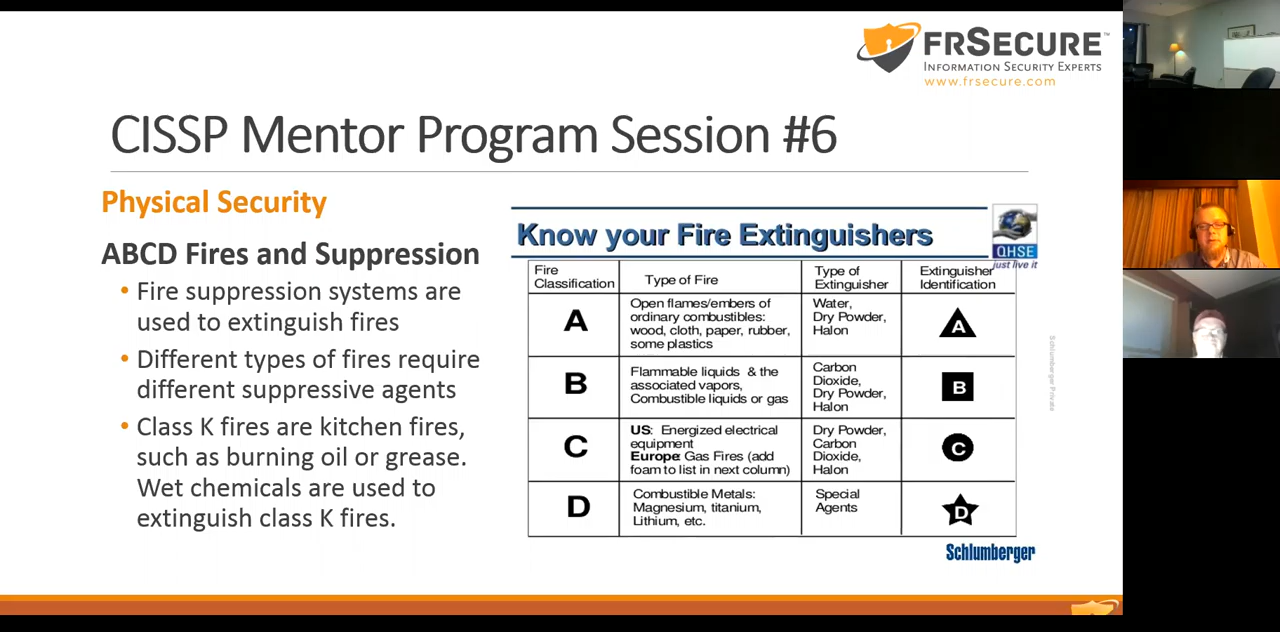 FRSECURE™
INFORMATION SECURITY EXPERTS
www.frsecure.com
CISSP Mentor Program Session #6
Physical Security
ABCD Fires and Suppression
• Fire suppression systems are
used to extinguish fires
• Different types of fires require
different suppressive agents
• Class K fires are kitchen fires,
such as burning oil or grease.
Wet chemicals are used to
extinguish class K fires.
Know your Fire Extinguishers
QHSE
just live it
Fire
Classification
Type of Fire
Type of
Extinguisher
Extinguisher
Identification
A
Open flames/embers of
ordinary combustibles:
wood, cloth, paper, rubber,
some plastics
Water,
Dry Powder,
Halon
A
B
Flammable liquids & the
associated vapors,
Combustible liquids or gas
Carbon
Dioxide,
Dry Powder,
Halon
B
C
US: Energized electrical
equipment
Europe: Gas Fires (add
foam to list in next column)
Dry Powder,
Carbon
Dioxide,
Halon
C
D
Combustible Metals:
Magnesium, titanium,
Lithium, etc.
Special
Agents
D
Schlumberger Private
Schlumberger